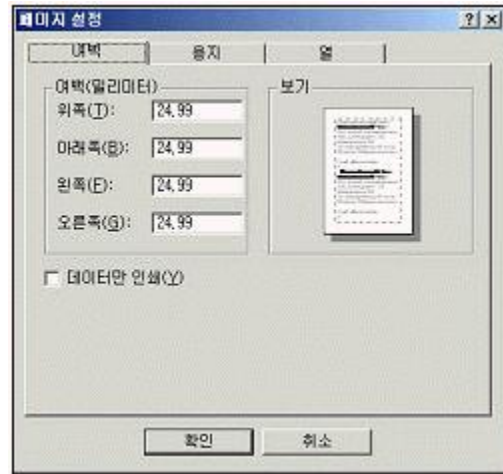 페이지 설정
여백 용지 열
여백(밀리미터)
위쪽(T): 24,99
아래쪽(B): 24,99
왼쪽(F): 24,99
오른쪽(G): 24,99
보기
데이터만 인쇄(Y)
확인 취소